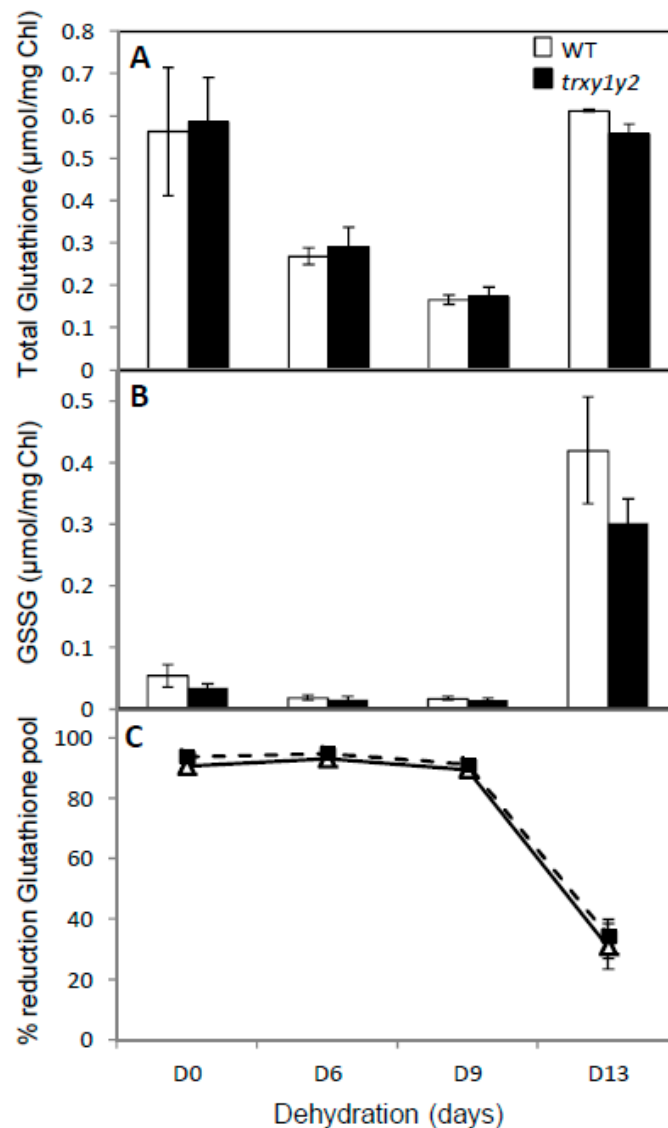 A
WT
trxy1y2
Total Glutathione (µmol/mg Chl)
0.8
0.7
0.6
0.5
0.4
0.3
0.2
0.1
0
B
GSSG (µmol/mg Chl)
0.5
0.4
0.3
0.2
0.1
0
C
% reduction Glutathione pool
100
80
60
40
20
0
D0 D6 D9 D13
Dehydration (days)